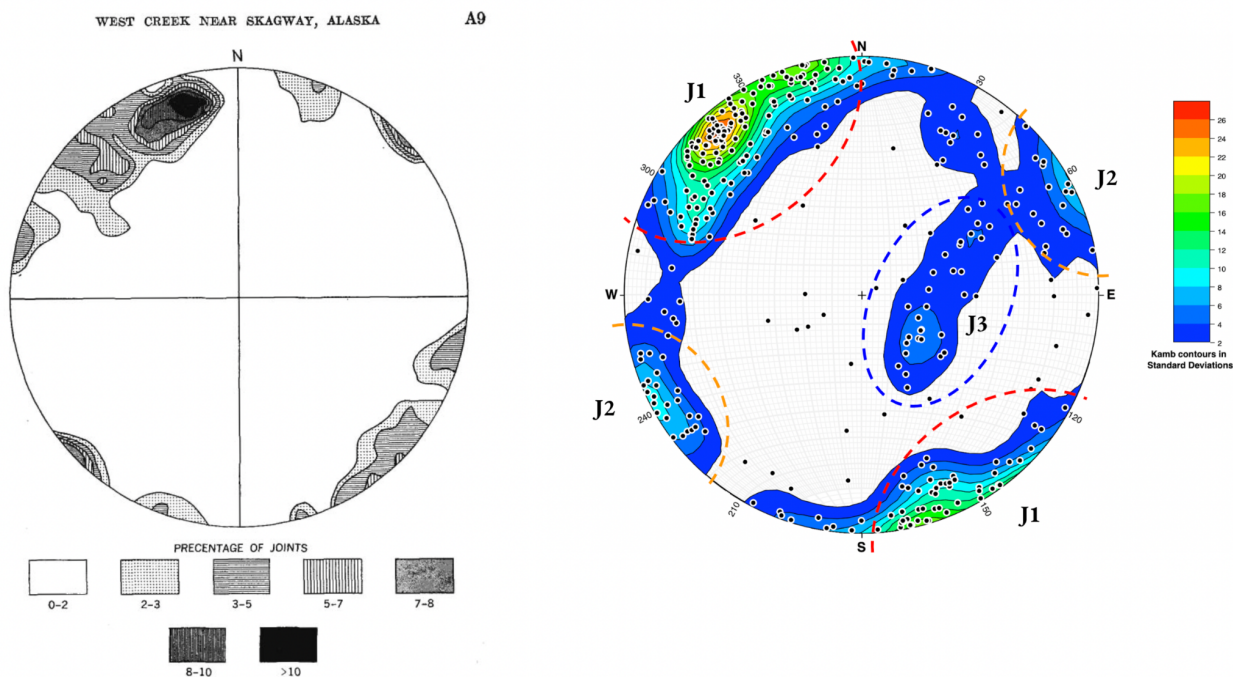 WEST CREEK NEAR SKAGWAY, ALASKA A9
N
PRECENTAGE OF JOINTS
0-2 2-3 3-5 5-7 7-8
8-10 >10
N
330
30
J1
300
60
J2
W
E
J3
J2
240
120
J1
210
150
S
26
24
22
20
18
16
14
12
10
8
6
4
2
Kamb contours in
Standard Deviations